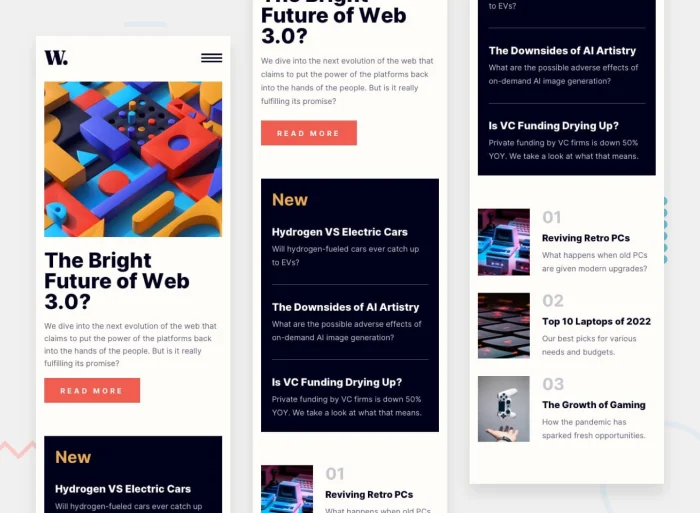 W.
The Bright
Future of Web
3.0?
We dive into the next evolution of the web that
claims to put the power of the platforms back
into the hands of the people. But is it really
fulfilling its promise?
READ MORE
New
Hydrogen VS Electric Cars
Will hydrogen-fueled cars ever catch up
The Bright
Future of Web
3.0?
We dive into the next evolution of the web that
claims to put the power of the platforms back
into the hands of the people. But is it really
fulfilling its promise?
READ MORE
New
Hydrogen VS Electric Cars
Will hydrogen-fueled cars ever catch up
to EVs?
The Downsides of AI Artistry
What are the possible adverse effects of
on-demand AI image generation?
Is VC Funding Drying Up?
Private funding by VC firms is down 50%
YOY. We take a look at what that means.
01
Reviving Retro PCs
What happens when old PCs
to EVs?
The Downsides of AI Artistry
What are the possible adverse effects of
on-demand AI image generation?
Is VC Funding Drying Up?
Private funding by VC firms is down 50%
YOY. We take a look at what that means.
01
Reviving Retro PCs
What happens when old PCs
are given modern upgrades?
02
Top 10 Laptops of 2022
Our best picks for various
needs and budgets.
03
The Growth of Gaming
How the pandemic has
sparked fresh opportunities.